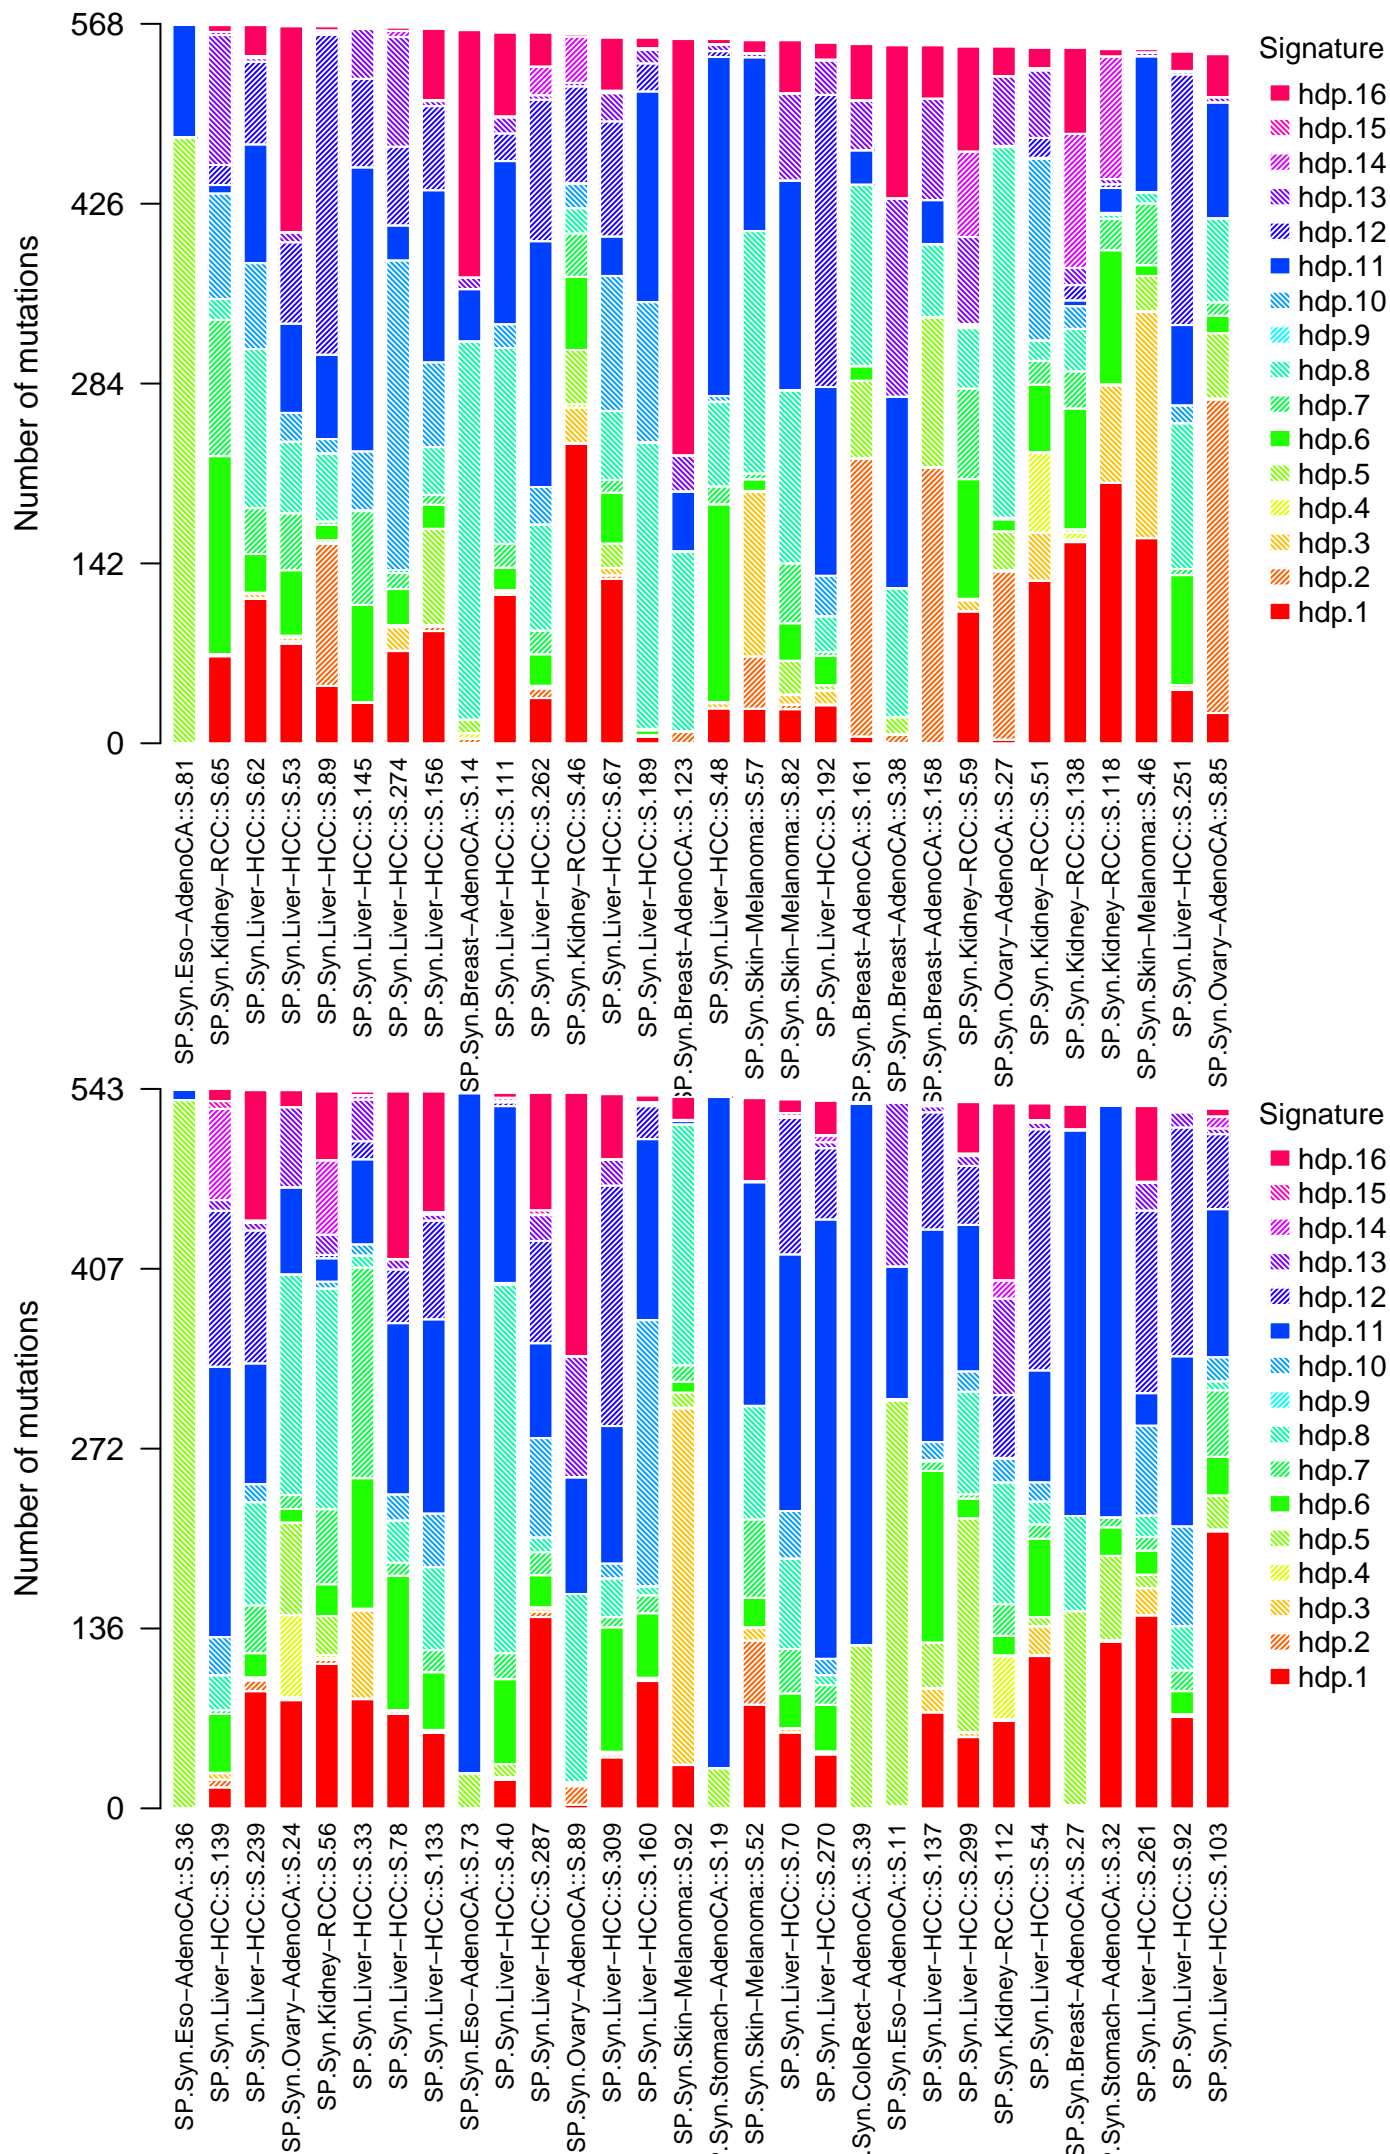 568
426
284
142
0
Number of mutations
Signature
hdp.16
hdp.15
hdp.14
hdp.13
hdp.12
hdp.11
hdp.10
hdp.9
hdp.8
hdp.7
hdp.6
hdp.5
hdp.4
hdp.3
hdp.2
hdp.1
SP.Syn.Eso−AdenoCA::S.81
SP.Syn.Kidney−RCC::S.65
SP.Syn.Liver−HCC::S.62
SP.Syn.Liver−HCC::S.53
SP.Syn.Liver−HCC::S.89
SP.Syn.Liver−HCC::S.145
SP.Syn.Liver−HCC::S.274
SP.Syn.Liver−HCC::S.156
SP.Syn.Breast−AdenoCA::S.14
SP.Syn.Liver−HCC::S.111
SP.Syn.Liver−HCC::S.262
SP.Syn.Kidney−RCC::S.46
SP.Syn.Liver−HCC::S.67
SP.Syn.Liver−HCC::S.189
SP.Syn.Breast−AdenoCA::S.123
SP.Syn.Liver−HCC::S.48
SP.Syn.Skin−Melanoma::S.57
SP.Syn.Skin−Melanoma::S.82
SP.Syn.Liver−HCC::S.192
SP.Syn.Breast−AdenoCA::S.161
SP.Syn.Breast−AdenoCA::S.38
SP.Syn.Breast−AdenoCA::S.158
SP.Syn.Kidney−RCC::S.59
SP.Syn.Ovary−AdenoCA::S.27
SP.Syn.Kidney−RCC::S.51
SP.Syn.Kidney−RCC::S.138
SP.Syn.Kidney−RCC::S.118
SP.Syn.Skin−Melanoma::S.46
SP.Syn.Liver−HCC::S.251
SP.Syn.Ovary−AdenoCA::S.85
543
407
272
136
0
Number of mutations
Signature
hdp.16
hdp.15
hdp.14
hdp.13
hdp.12
hdp.11
hdp.10
hdp.9
hdp.8
hdp.7
hdp.6
hdp.5
hdp.4
hdp.3
hdp.2
hdp.1
SP.Syn.Eso−AdenoCA::S.36
SP.Syn.Liver−HCC::S.139
SP.Syn.Liver−HCC::S.239
SP.Syn.Ovary−AdenoCA::S.24
SP.Syn.Kidney−RCC::S.56
SP.Syn.Liver−HCC::S.33
SP.Syn.Liver−HCC::S.78
SP.Syn.Liver−HCC::S.133
SP.Syn.Eso−AdenoCA::S.73
SP.Syn.Liver−HCC::S.40
SP.Syn.Liver−HCC::S.287
SP.Syn.Ovary−AdenoCA::S.89
SP.Syn.Liver−HCC::S.309
SP.Syn.Liver−HCC::S.160
SP.Syn.Skin−Melanoma::S.92
.Syn.Stomach−AdenoCA::S.19
SP.Syn.Skin−Melanoma::S.52
SP.Syn.Liver−HCC::S.70
SP.Syn.Liver−HCC::S.270
.Syn.ColoRect−AdenoCA::S.39
SP.Syn.Eso−AdenoCA::S.11
SP.Syn.Liver−HCC::S.137
SP.Syn.Liver−HCC::S.299
SP.Syn.Kidney−RCC::S.112
SP.Syn.Liver−HCC::S.54
SP.Syn.Breast−AdenoCA::S.27
.Syn.Stomach−AdenoCA::S.32
SP.Syn.Liver−HCC::S.261
SP.Syn.Liver−HCC::S.92
SP.Syn.Liver−HCC::S.103